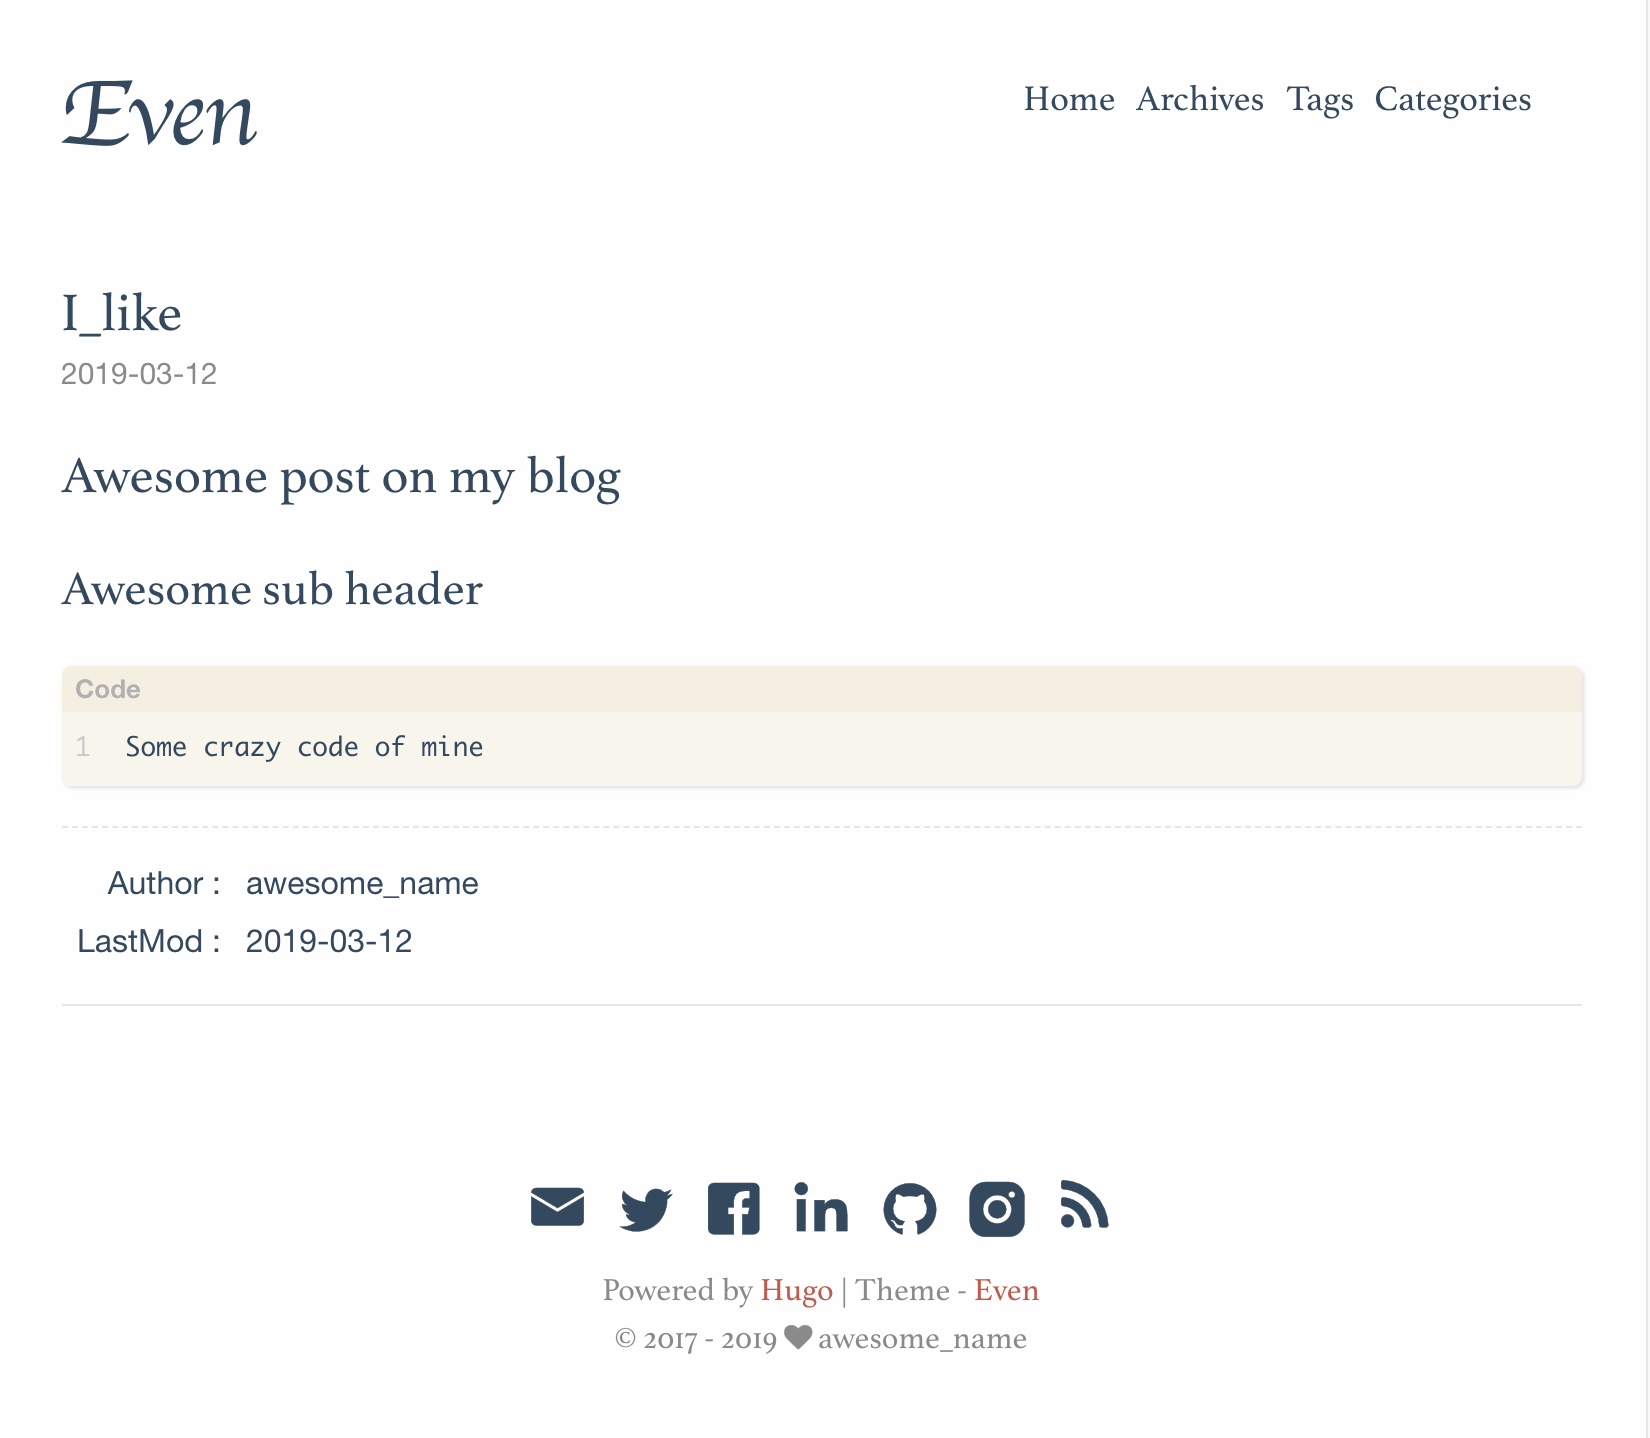 Even
Home Archives Tags Categories
I_like
2019-03-12
Awesome post on my blog
Awesome sub header
Code
1 Some crazy code of mine
Author : awesome_name
LastMod : 2019-03-12
Powered by Hugo | Theme - Even
© 2017 - 2019 awesome_name